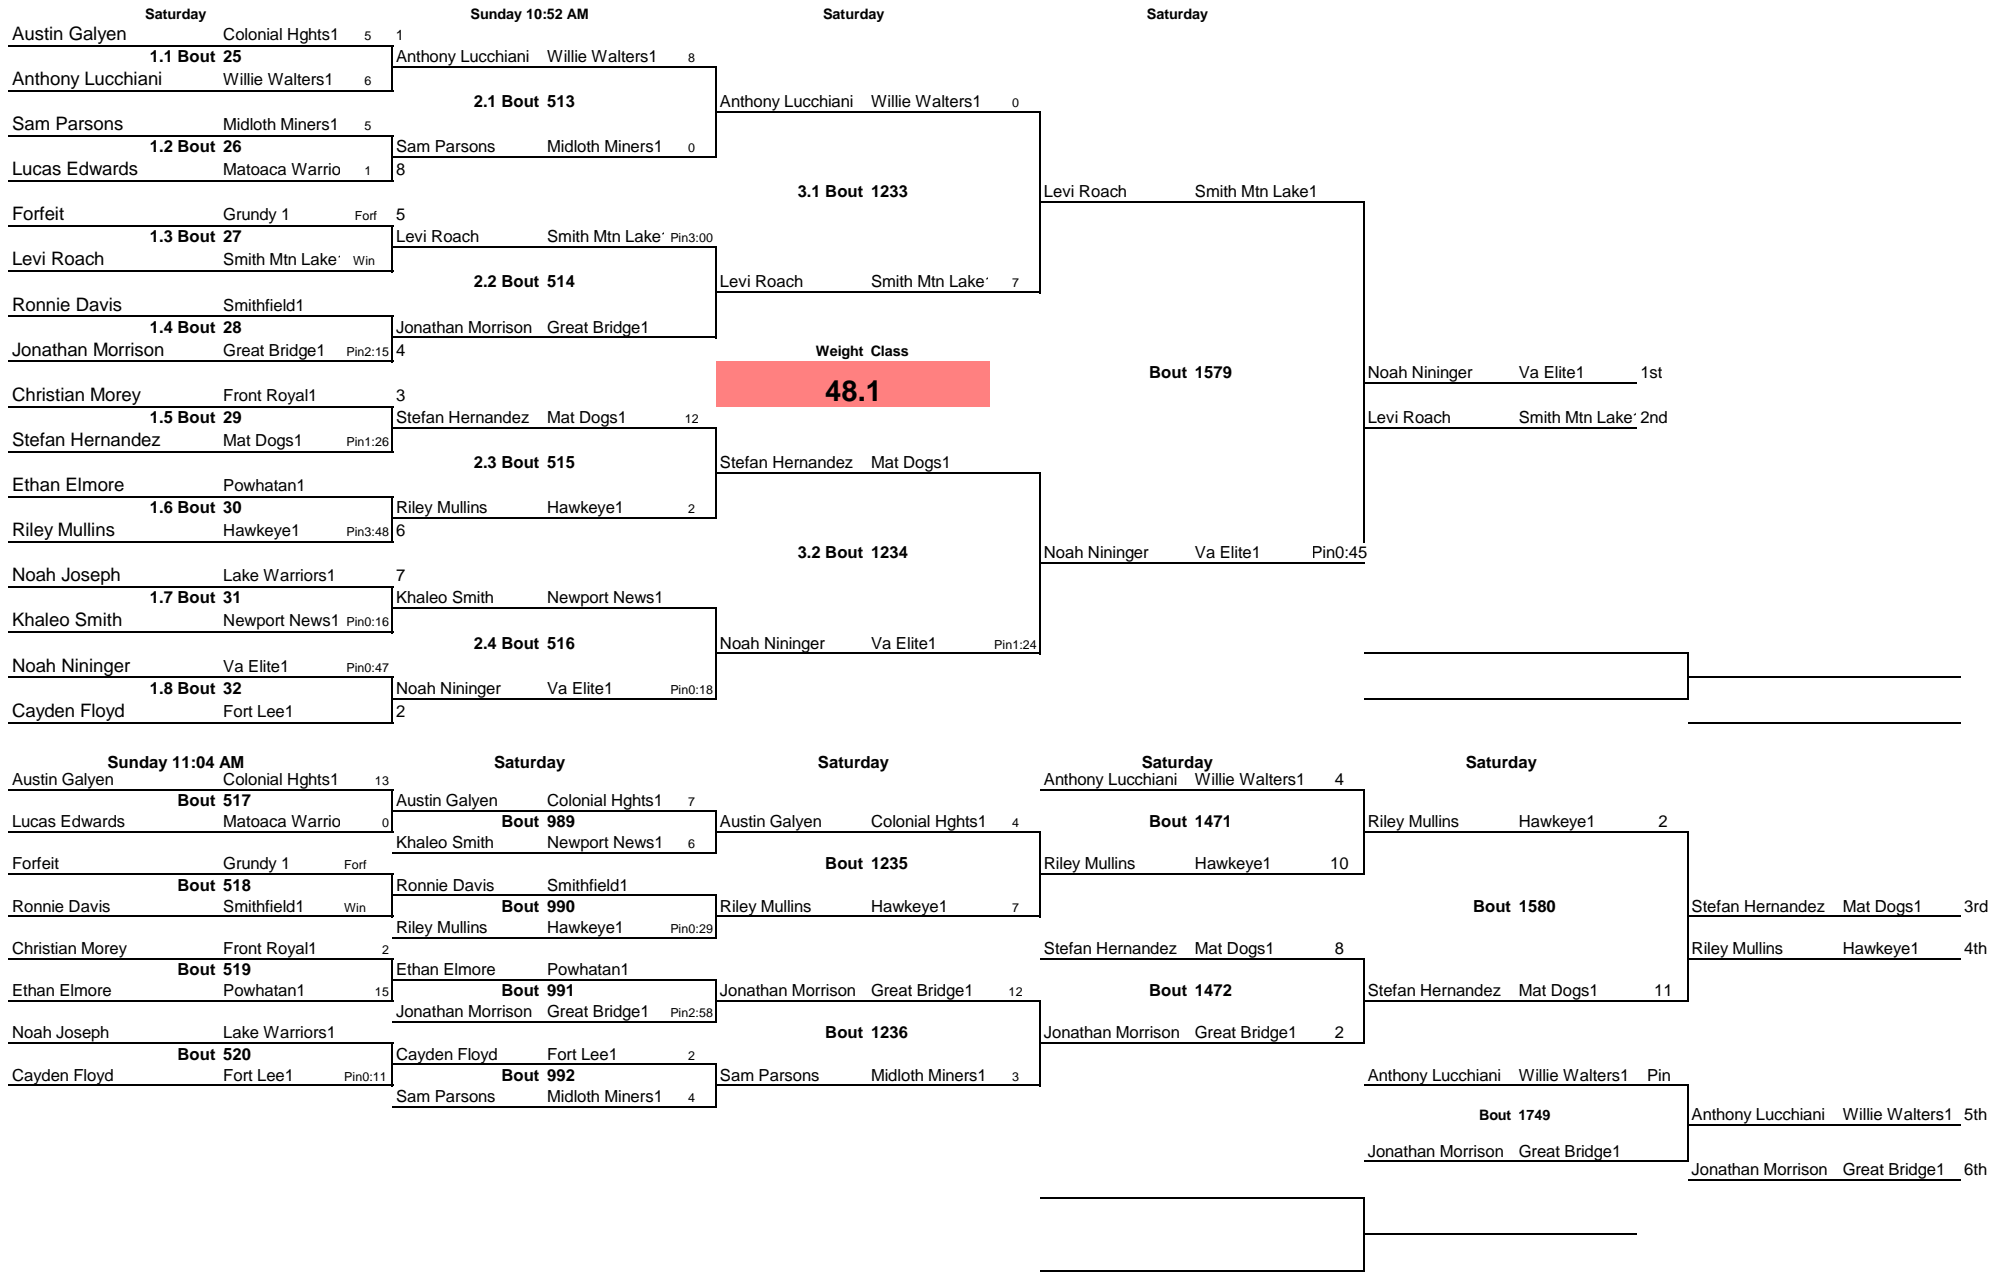 Saturday Sunday 10:52 AM Saturday Saturday
Austin Galyen Colonial Hghts1 5 1
1.1 Bout 25 Anthony Lucchiani Willie Walters1 8
Anthony Lucchiani Willie Walters1 6
2.1 Bout 513 Anthony Lucchiani Willie Walters1 0
Sam Parsons Midloth Miners1 5
1.2 Bout 26 Sam Parsons Midloth Miners1 0
Lucas Edwards Matoaca Warrio 1 8
3.1 Bout 1233 Levi Roach Smith Mtn Lake1
Forfeit Grundy 1 Forf 5
1.3 Bout 27 Levi Roach Smith Mtn Lake Pin3:00
Levi Roach Smith Mtn Lake Win
2.2 Bout 514 Levi Roach Smith Mtn Lake 7
Ronnie Davis Smithfield1
1.4 Bout 28 Jonathan Morrison Great Bridge1
Jonathan Morrison Great Bridge1 Pin2:15 4 Weight Class
Bout 1579 Noah Nininger Va Elite1 1st
Christian Morey Front Royal1 3 48.1
1.5 Bout 29 Stefan Hernandez Mat Dogs1 12 Levi Roach Smith Mtn Lake 2nd
Stefan Hernandez Mat Dogs1 Pin1:26
2.3 Bout 515 Stefan Hernandez Mat Dogs1
Ethan Elmore Powhatan1
1.6 Bout 30 Riley Mullins Hawkeye1 2
Riley Mullins Hawkeye1 Pin3:48 6
3.2 Bout 1234 Noah Nininger Va Elite1 Pin0:45
Noah Joseph Lake Warriors1 7
1.7 Bout 31 Khaleo Smith Newport News1
Khaleo Smith Newport News1 Pin0:16
2.4 Bout 516 Noah Nininger Va Elite1 Pin1:24
Noah Nininger Va Elite1 Pin0:47
1.8 Bout 32 Noah Nininger Va Elite1 Pin0:18
Cayden Floyd Fort Lee1 2
Sunday 11:04 AM Saturday Saturday Saturday Saturday
Austin Galyen Colonial Hghts1 13 Anthony Lucchiani Willie Walters1 4
Bout 517 Austin Galyen Colonial Hghts1 7
Lucas Edwards Matoaca Warrio 0 Bout 989 Austin Galyen Colonial Hghts1 4 Bout 1471 Riley Mullins Hawkeye1 2
Khaleo Smith Newport News1 6
Forfeit Grundy 1 Forf Bout 1235 Riley Mullins Hawkeye1 10
Bout 518 Ronnie Davis Smithfield1
Ronnie Davis Smithfield1 Win Bout 990 Riley Mullins Hawkeye1 7 Bout 1580 Stefan Hernandez Mat Dogs1 3rd
Riley Mullins Hawkeye1 Pin0:29
Christian Morey Front Royal1 2 Stefan Hernandez Mat Dogs1 8 Riley Mullins Hawkeye1 4th
Bout 519 Ethan Elmore Powhatan1
Ethan Elmore Powhatan1 15 Bout 991 Jonathan Morrison Great Bridge1 12 Bout 1472 Stefan Hernandez Mat Dogs1 11
Jonathan Morrison Great Bridge1 Pin2:58
Noah Joseph Lake Warriors1 Bout 1236 Jonathan Morrison Great Bridge1 2
Bout 520 Cayden Floyd Fort Lee1 2
Cayden Floyd Fort Lee1 Pin0:11 Bout 992 Sam Parsons Midloth Miners1 3 Anthony Lucchiani Willie Walters1 Pin
Sam Parsons Midloth Miners1 4
Bout 1749 Anthony Lucchiani Willie Walters1 5th
Jonathan Morrison Great Bridge1
Jonathan Morrison Great Bridge1 6th